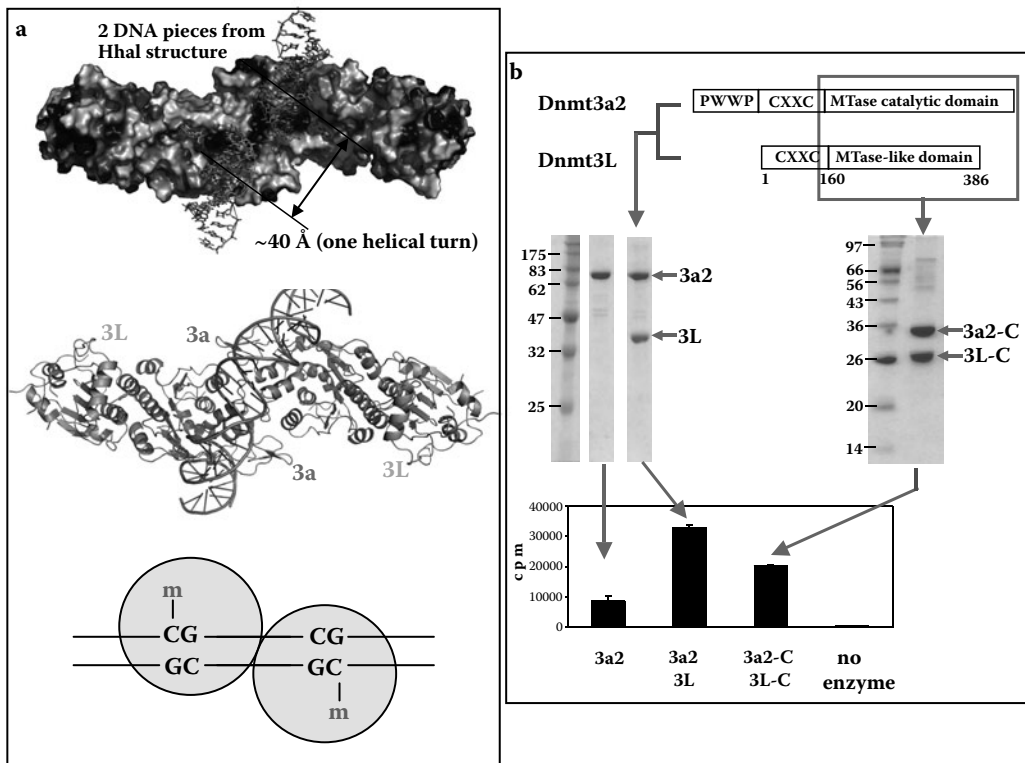 a
2 DNA pieces from
HhaI structure
~40 Å (one helical turn)
3L
3a
3a
3L
m
CG
CG
GC
GC
m
b
Dnmt3a2
PWWP
CXXC
MTase catalytic domain
Dnmt3L
CXXC
MTase-like domain
1
160
386
175
83
62
47
32
25
3a2
3L
97
66
56
43
36
26
20
14
3a2-C
3L-C
40000
30000
20000
10000
0
cpm
3a2
3a2
3L
3a2-C
3L-C
no
enzyme